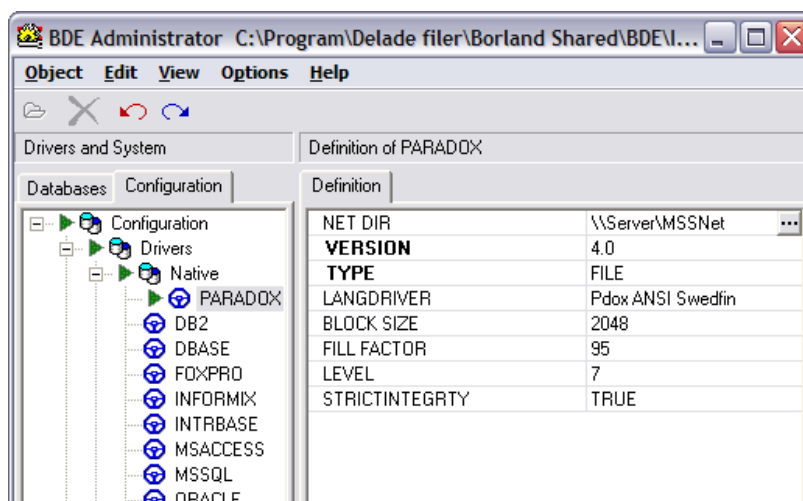 BDE Administrator C:\Program\Delade filer\Borland Shared\BDE\I...
Object Edit View Options Help
Drivers and System
Definition of PARADOX
Databases Configuration
Definition
Configuration
Drivers
Native
PARADOX
DB2
DBASE
FOXPRO
INFORMIX
INTRBASE
MSACCESS
MSSQL
ORACLE
NET DIR \\Server\MSSNet ...
VERSION 4.0
TYPE FILE
LANGDRIVER Pdox ANSI Swedfin
BLOCK SIZE 2048
FILL FACTOR 95
LEVEL 7
STRICTINTEGRTY TRUE